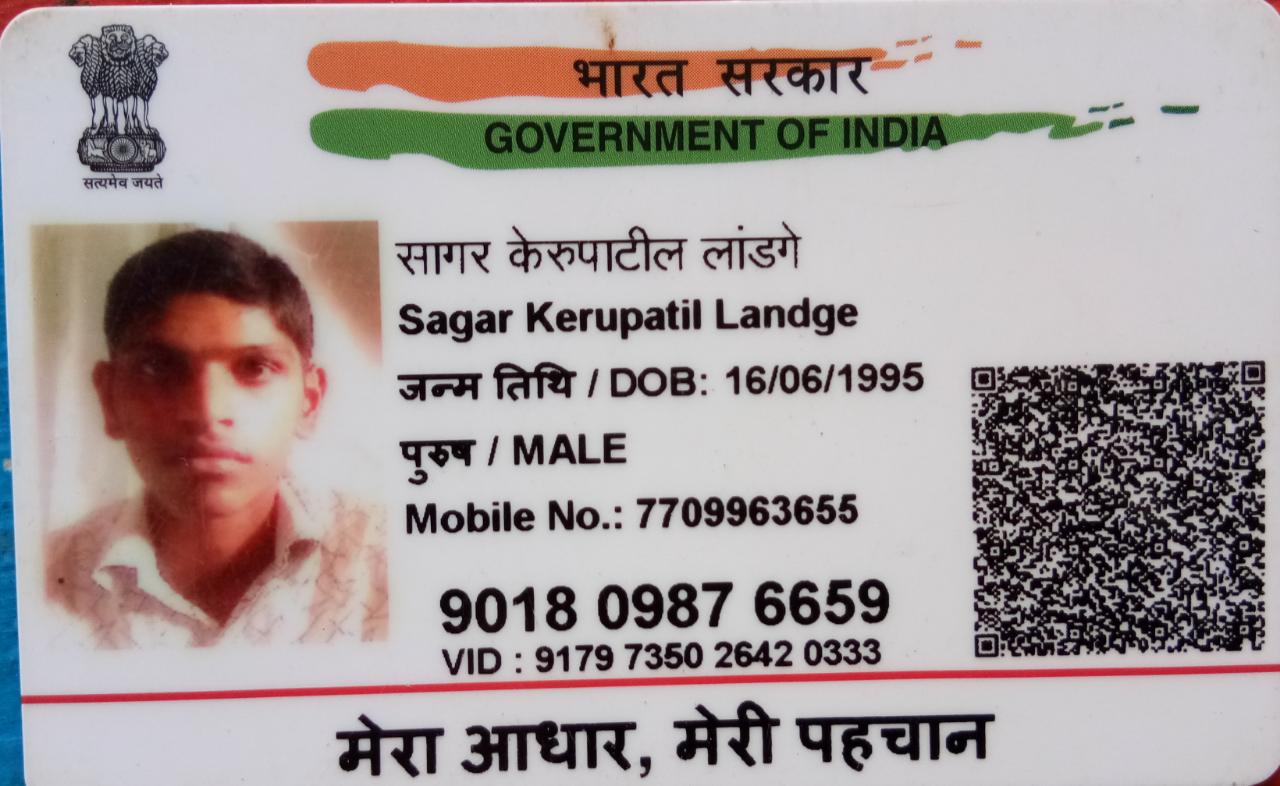 सत्यमेव जयते
भारत सरकार
GOVERNMENT OF INDIA
सागर केरुपाटील लांडगे
Sagar Kerupatil Landge
जन्म तिथि / DOB: 16/06/1995
पुरुष / MALE
Mobile No.: 7709963655
9018 0987 6659
VID : 9179 7350 2642 0333
मेरा आधार, मेरी पहचान